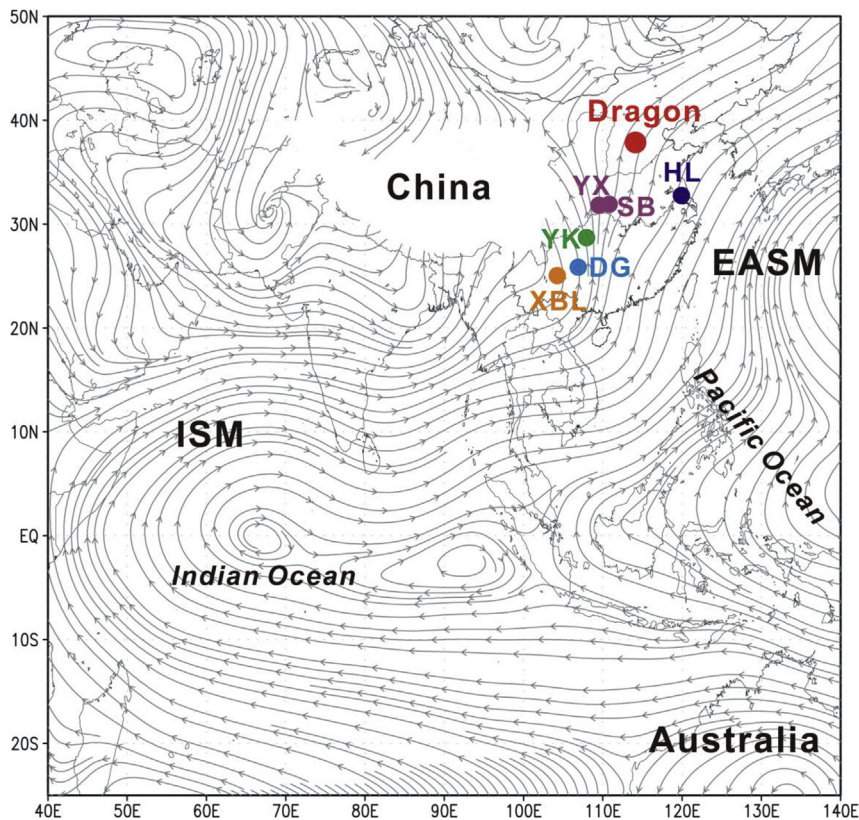 50N
40N
30N
20N
10N
EQ
10S
20S
40E 50E 60E 70E 80E 90E 100E 110E 120E 130E 140E
Dragon
China
HL
YX
SB
YK
EASM
DG
XBL
Pacific Ocean
ISM
Indian Ocean
Australia